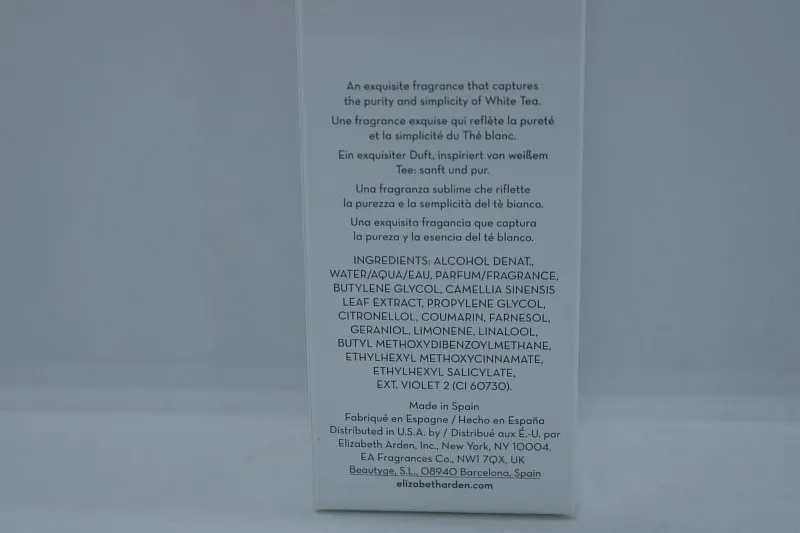 An exquisite fragrance that captures
the purity and simplicity of White Tea.
Une fragrance exquise qui reflète la pureté
et la simplicité du Thé blanc.
Ein exquisiter Duft, inspiriert von weißem
Tee: sanft und pur.
Una fragranza sublime che riflette
la purezza e la semplicità del tè bianco.
Una exquisita fragancia que captura
la pureza y la esencia del té blanco.
INGREDIENTS: ALCOHOL DENAT.,
WATER/AQUA/EAU, PARFUM/FRAGRANCE,
BUTYLENE GLYCOL, CAMELLIA SINENSIS
LEAF EXTRACT, PROPYLENE GLYCOL,
CITRONELLOL, COUMARIN, FARNESOL,
GERANIOL, LIMONENE, LINALOOL,
BUTYL METHOXYDIBENZOYLMETHANE,
ETHYLHEXYL METHOXYCINNAMATE,
ETHYLHEXYL SALICYLATE,
EXT. VIOLET 2 (CI 60730).
Made in Spain
Fabriqué en Espagne / Hecho en España
Distributed in U.S.A. by / Distribué aux É.-U. par
Elizabeth Arden, Inc., New York, NY 10004.
EA Fragrances Co., NW1 7QX, UK
Beautyge, S.L., 08940 Barcelona, Spain
elizabetharden.com